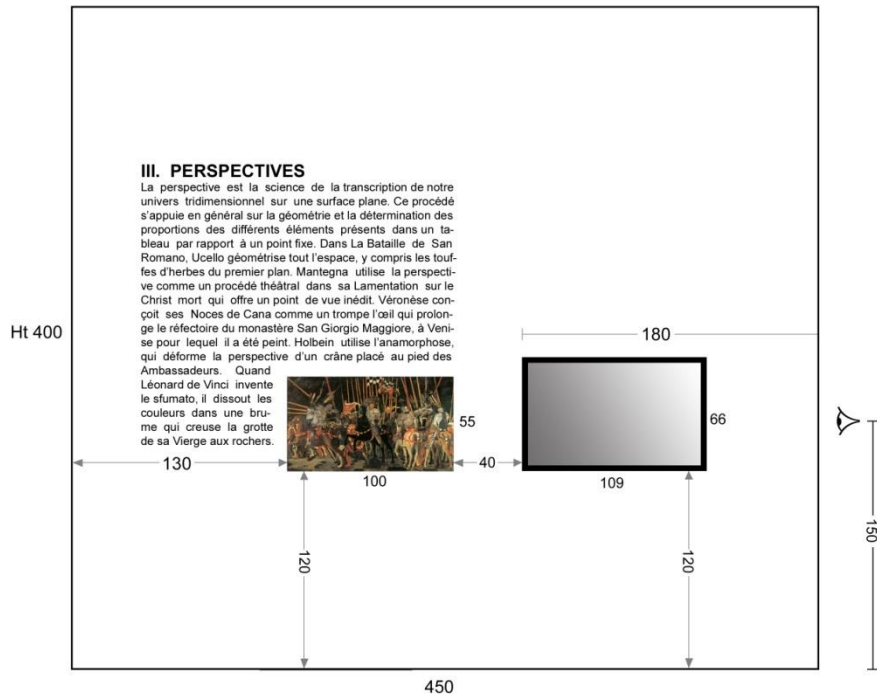 III. PERSPECTIVES
La perspective est la science de la transcription de notre
univers tridimensionnel sur une surface plane. Ce procédé
s'appuie en général sur la géométrie et la détermination des
proportions des différents éléments présents dans un ta-
bleau par rapport à un point fixe. Dans La Bataille de San
Romano, Ucello géométrise tout l'espace, y compris les touf-
fes d'herbes du premier plan. Mantegna utilise la perspecti-
ve comme un procédé théâtral dans sa Lamentation sur le
Christ mort qui offre un point de vue inédit. Véronèse con-
çoit ses Noces de Cana comme un trompe l'œil qui prolon-
ge le réfectoire du monastère San Giorgio Maggiore, à Veni-
se pour lequel il a été peint. Holbein utilise l'anamorphose,
qui déforme la perspective d'un crâne placé au pied des
Ambassadeurs. Quand
Léonard de Vinci invente
le sfumato, il dissout les
couleurs dans une bru-
me qui creuse la grotte
de sa Vierge aux rochers.
Ht 400
180
55
66
130
40
100
109
120
120
150
450